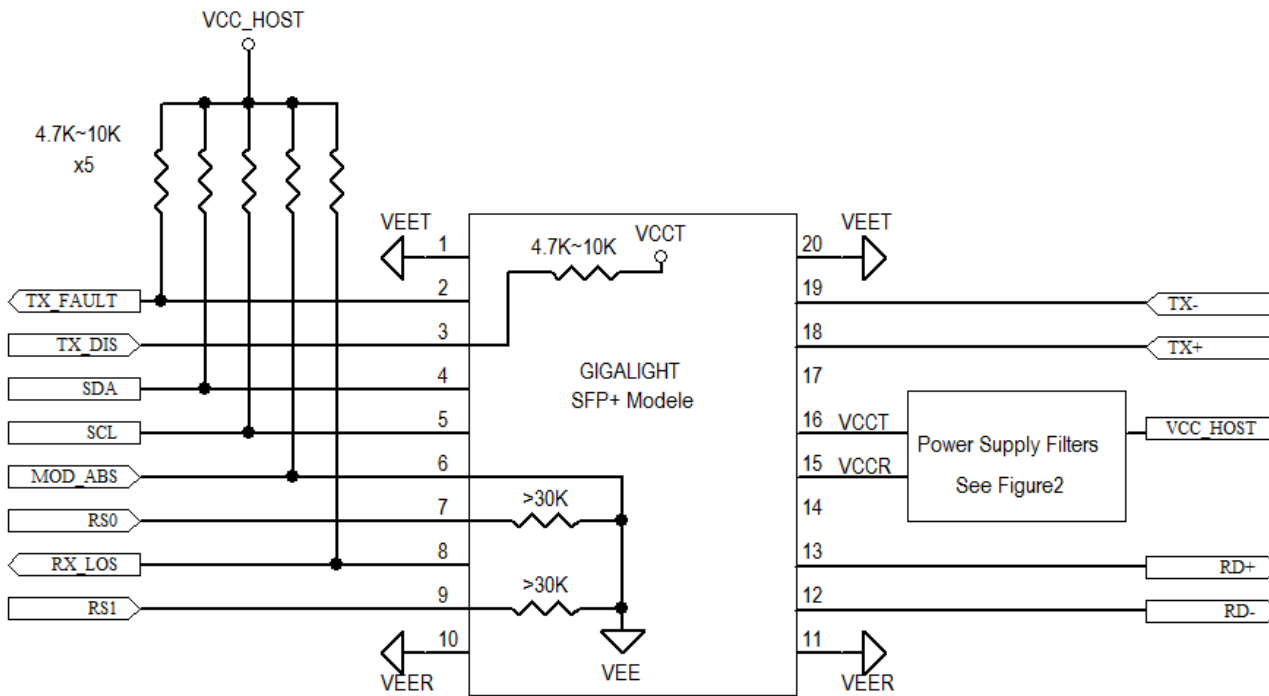 VCC_HOST
4.7K~10K
x5
VEET
1
4.7K~10K
VCCT
20
VEET
TX_FAULT
2
19
TX-
TX_DIS
3
18
TX+
SDA
4
GIGALIGHT
SFP+ Modele
17
SCL
5
16
VCCT
Power Supply Filters
See Figure2
VCC_HOST
MOD_ABS
6
15
VCCR
RS0
7
>30K
14
RX_LOS
8
13
RD+
RS1
9
>30K
12
RD-
10
VEER
VEE
11
VEER